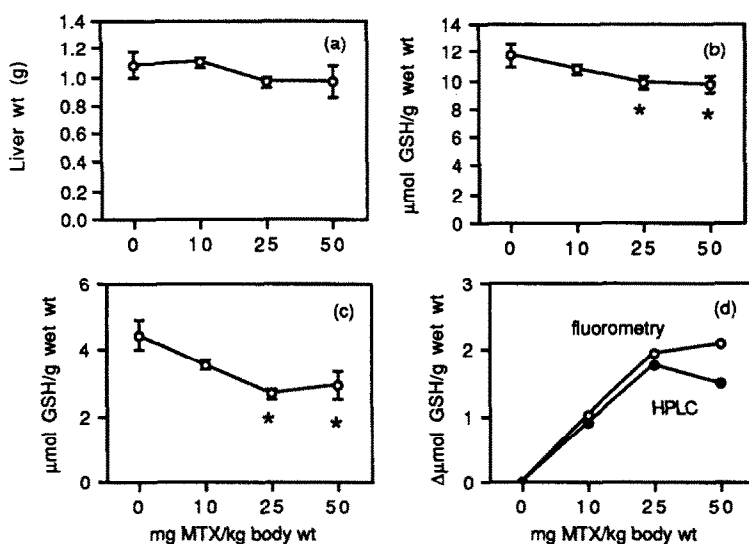 (a)
Liver wt (g)
1.4
1.2
1.0
0.8
0.6
0.4
0.2
0.0
0 10 25 50
(b)
µmol GSH/g wet wt
14
12
10
8
6
4
2
0
* *
0 10 25 50
(c)
µmol GSH/g wet wt
6
4
2
0
* *
0 10 25 50
mg MTX/kg body wt
(d)
Δµmol GSH/g wet wt
3
2
1
0
fluorometry
HPLC
0 10 25 50
mg MTX/kg body wt